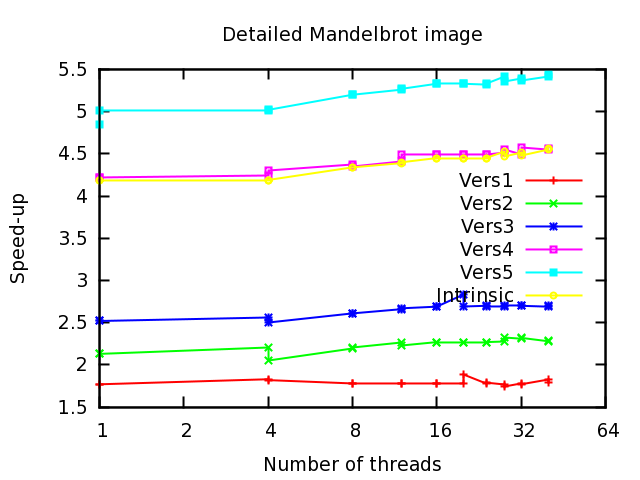 Detailed Mandelbrot image
5.5
5
4.5
4
3.5
3
2.5
2
1.5
Speed-up
Vers1
Vers2
Vers3
Vers4
Vers5
Intrinsic
1 2 4 8 16 32 64
Number of threads